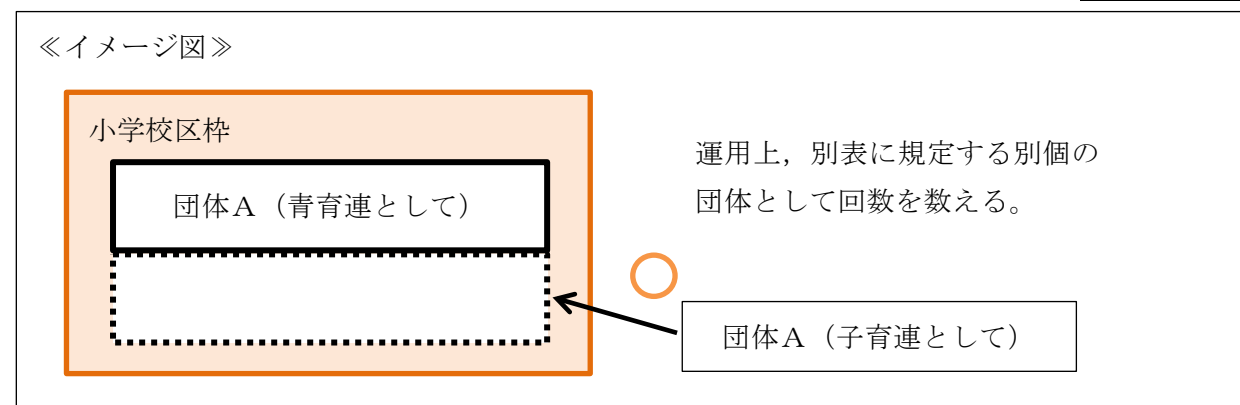 ≪イメージ図≫
小学校区枠
団体Ａ（青育連として）
運用上，別表に規定する別個の
団体として回数を数える。
団体Ａ（子育連として）